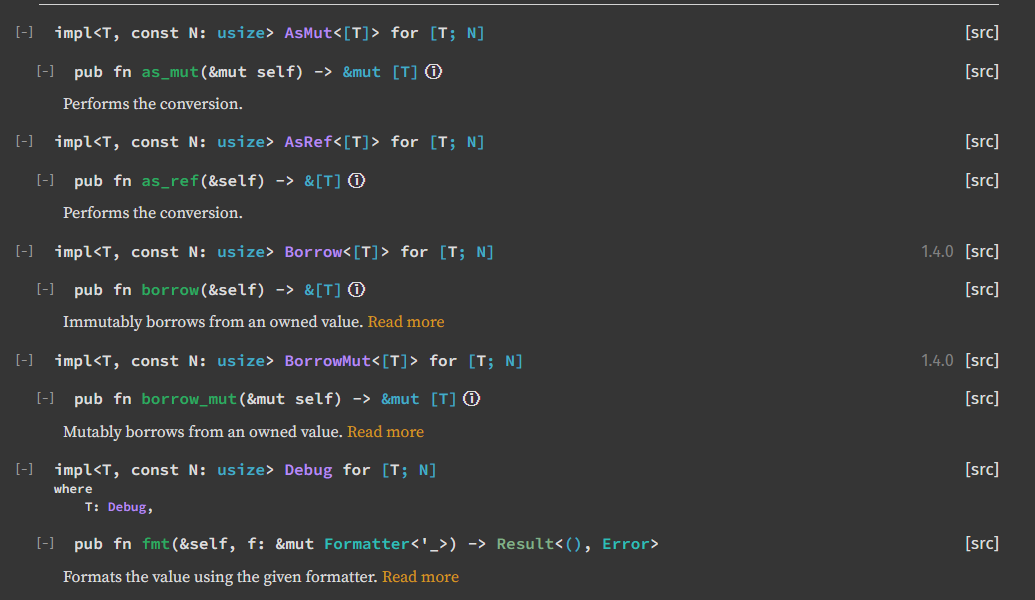 [-] impl<T, const N: usize> AsMut<[T]> for [T; N] [src]
[-] pub fn as_mut(&mut self) -> &mut [T] ⓘ [src]
Performs the conversion.
[-] impl<T, const N: usize> AsRef<[T]> for [T; N] [src]
[-] pub fn as_ref(&self) -> &[T] ⓘ [src]
Performs the conversion.
[-] impl<T, const N: usize> Borrow<[T]> for [T; N] 1.4.0 [src]
[-] pub fn borrow(&self) -> &[T] ⓘ [src]
Immutably borrows from an owned value. Read more
[-] impl<T, const N: usize> BorrowMut<[T]> for [T; N] 1.4.0 [src]
[-] pub fn borrow_mut(&mut self) -> &mut [T] ⓘ [src]
Mutably borrows from an owned value. Read more
[-] impl<T, const N: usize> Debug for [T; N] [src]
where
T: Debug,
[-] pub fn fmt(&self, f: &mut Formatter<'_>) -> Result<(), Error> [src]
Formats the value using the given formatter. Read more